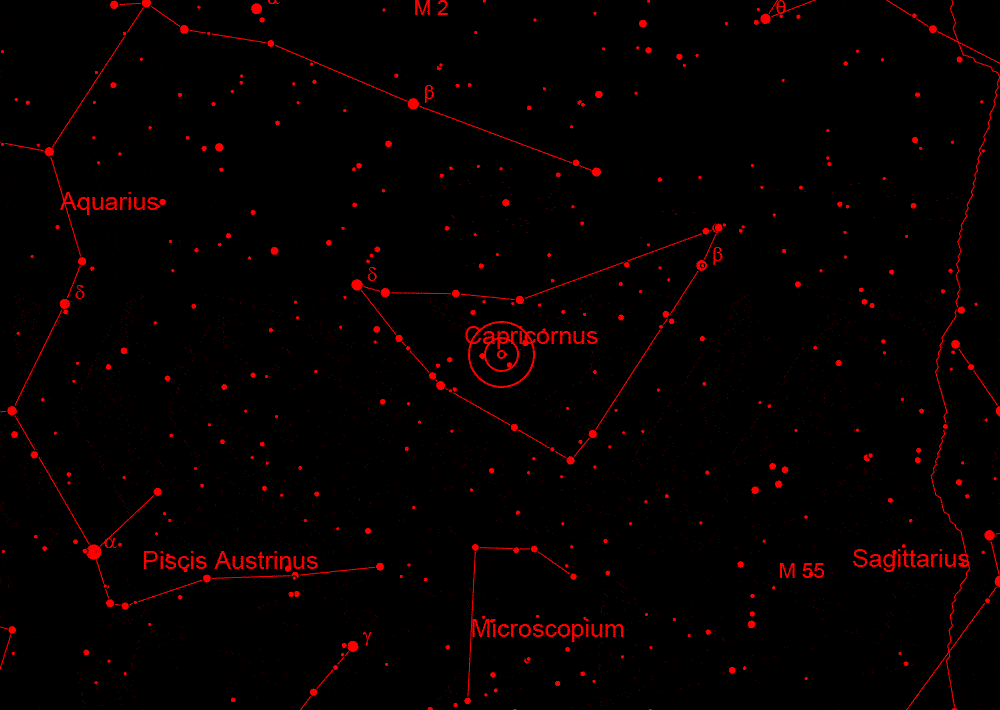 α
M 2
θ
β
Aquarius
β
δ
δ
Capricornus
α
Piscis Austrinus
Sagittarius
M 55
Microscopium
γ